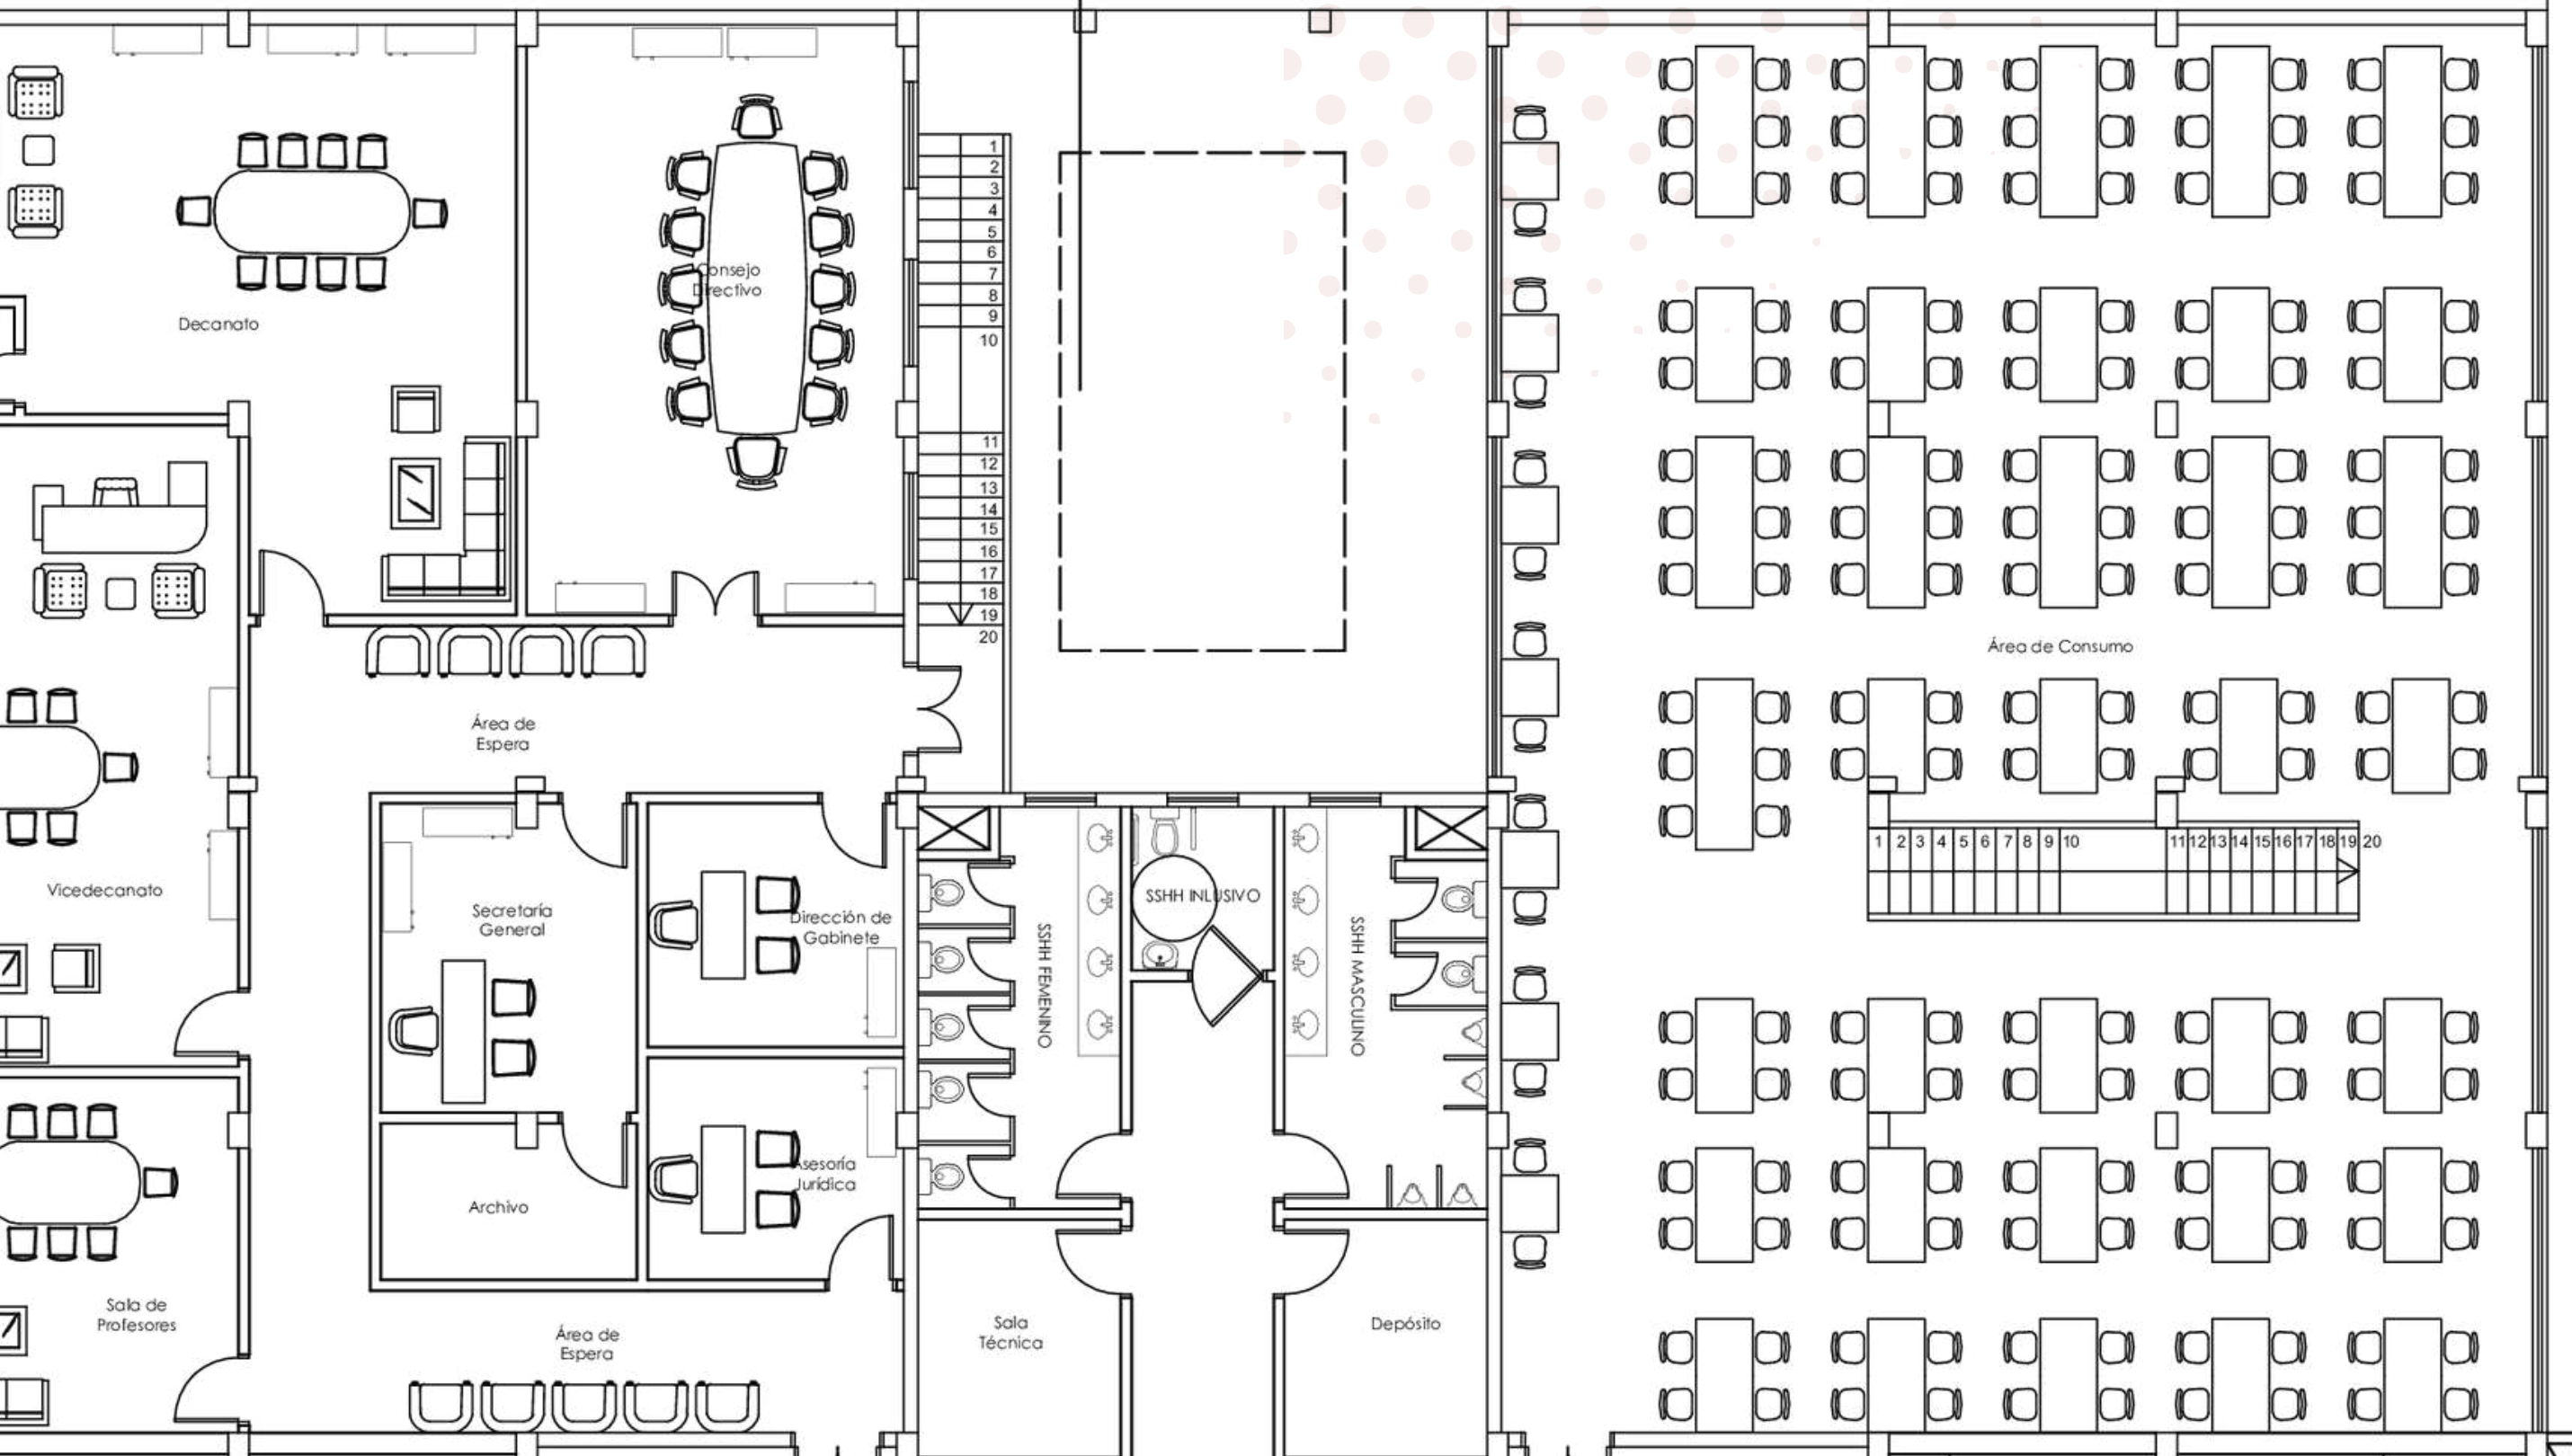 Decanato
Consejo
Directivo
1
2
3
4
5
6
7
8
9
10
11
12
13
14
15
16
17
18
19
20
Área de Consumo
Área de
Espera
1 2 3 4 5 6 7 8 9 10 11 12 13 14 15 16 17 18 19 20
Vicedecanato
Secretaría
General
Dirección de
Gabinete
SSHH FEMENINO
SSHH INLUSIVO
SSHH MASCULINO
Archivo
Asesoría
Jurídica
Sala de
Profesores
Área de
Espera
Sala
Técnica
Depósito